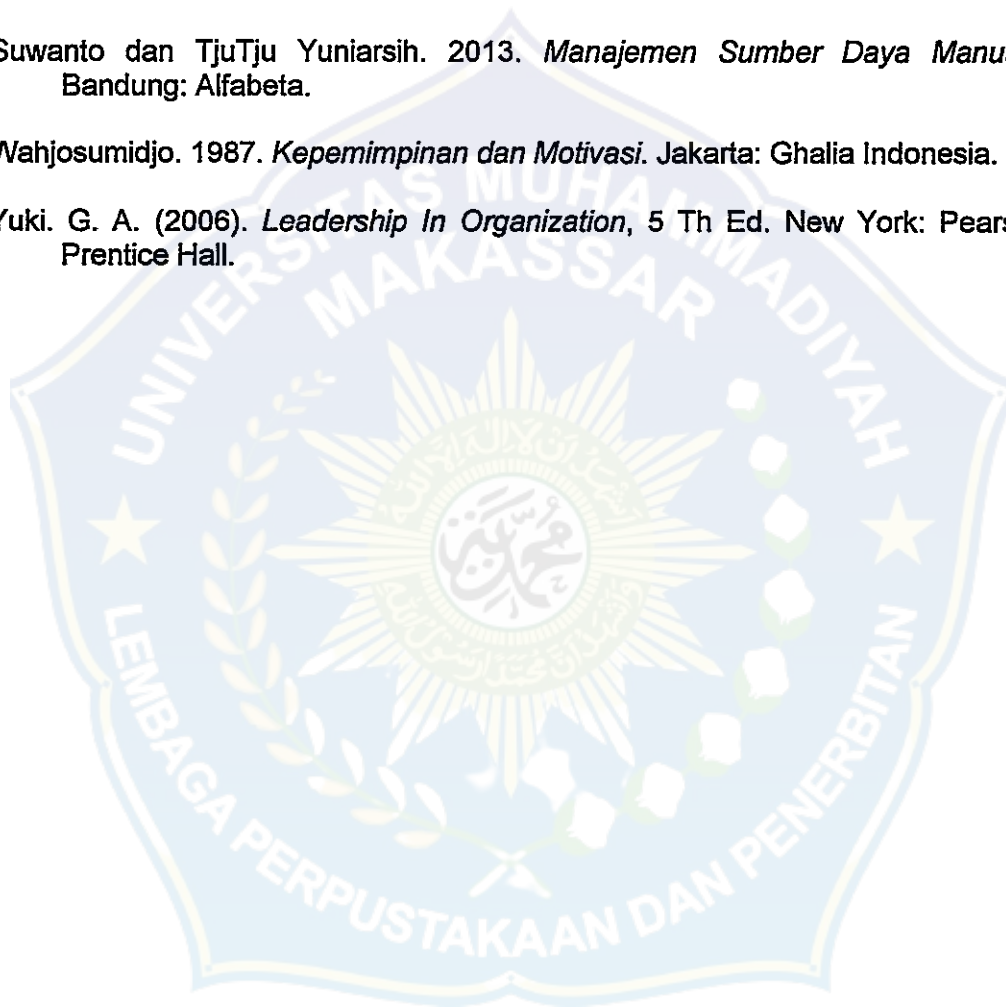 Suwanto dan TjuTju Yuniarsih. 2013. Manajemen Sumber Daya Manu
Bandung: Alfabeta.
Wahjosumidjo. 1987. Kepemimpinan dan Motivasi. Jakarta: Ghalia Indonesia.
Yuki. G. A. (2006). Leadership In Organization, 5 Th Ed. New York: Pears
Prentice Hall.
UNIVERSITAS MUHAMMADIYAH
MAKASSAR
LEMBAGA PERPUSTAKAAN DAN PENERBITAN